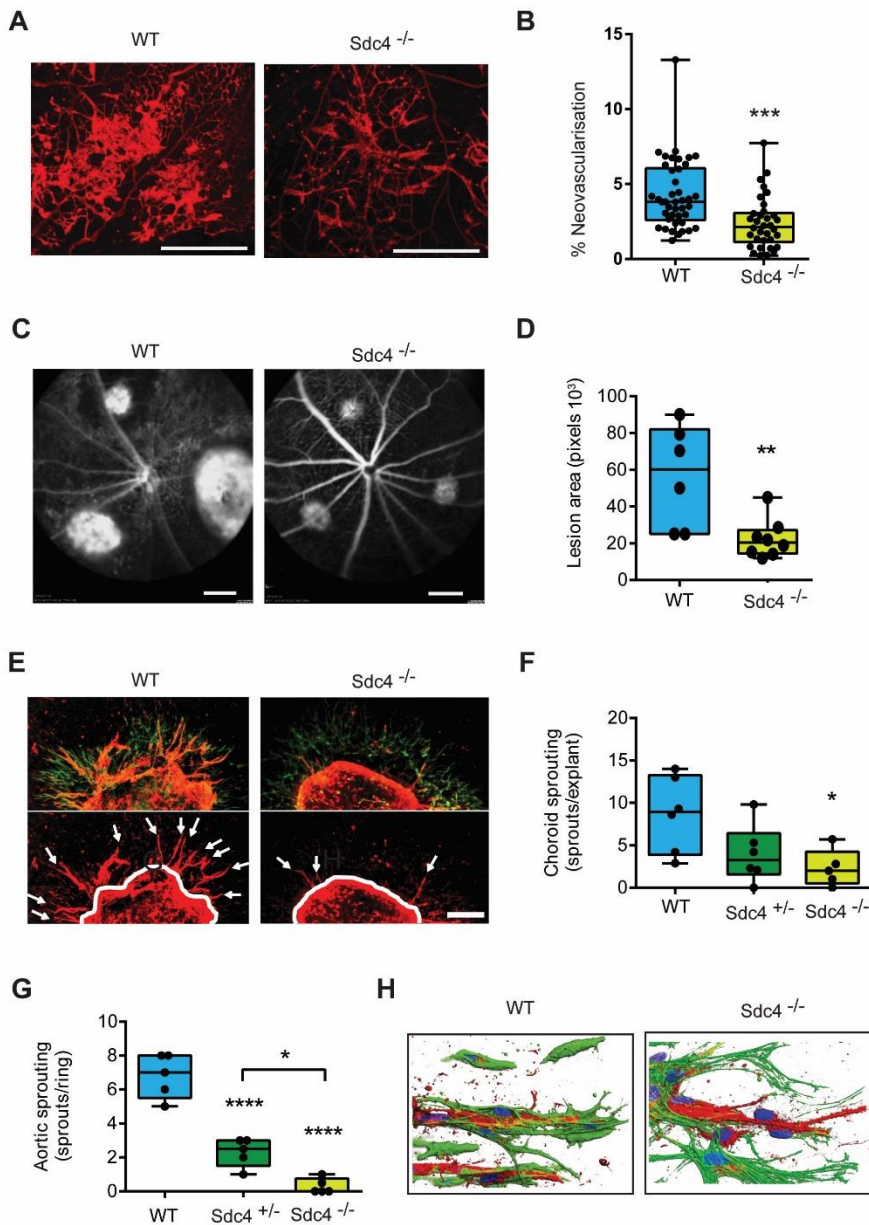 A
WT
Sdc4 -/-
B
% Neovascularisation
15
10
5
0
***
WT
Sdc4 -/-
C
WT
Sdc4 -/-
D
Lesion area (pixels 10³)
100
80
60
40
20
0
**
WT
Sdc4 -/-
E
WT
Sdc4 -/-
F
Choroid sprouting
(sprouts/explant)
20
15
10
5
0
*
WT
Sdc4 +/-
Sdc4 -/-
G
Aortic sprouting
(sprouts/ring)
10
8
6
4
2
0
*
****
****
WT
Sdc4 +/-
Sdc4 -/-
H
WT
Sdc4 -/-